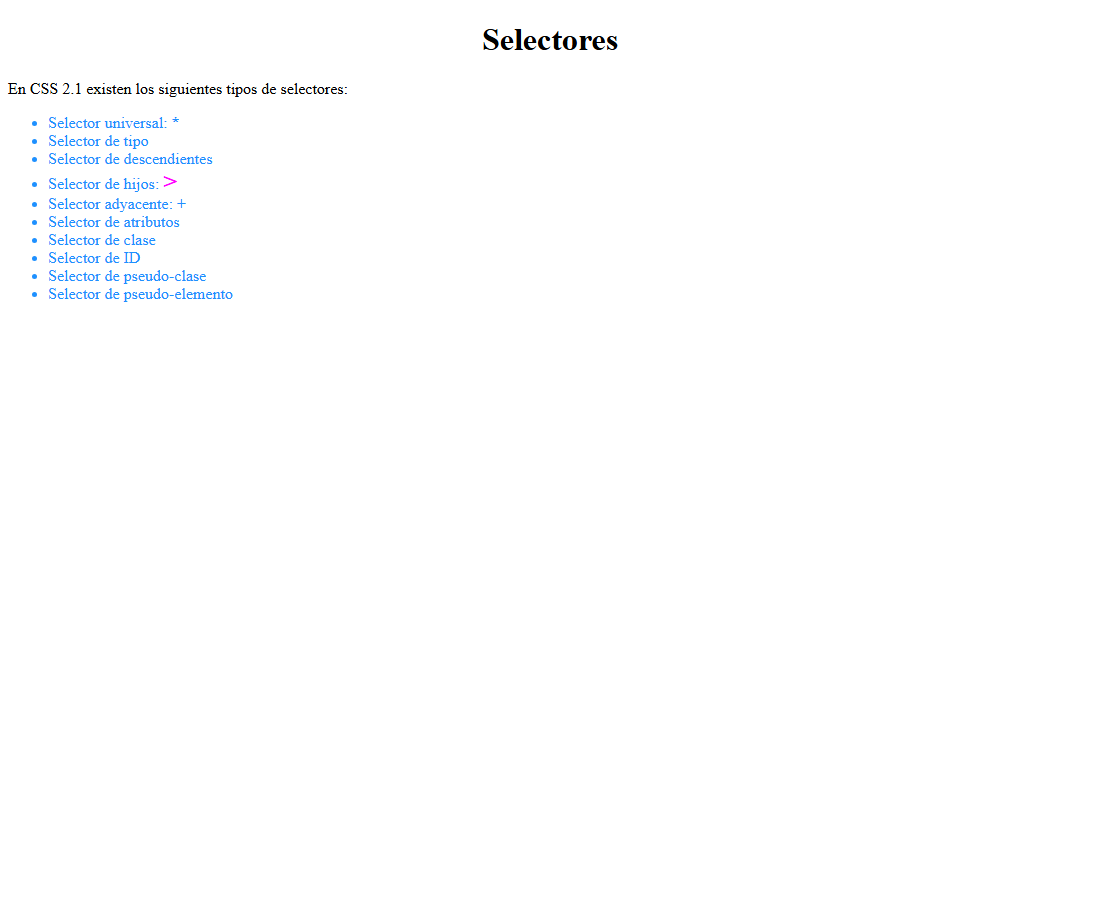 Selectores
En CSS 2.1 existen los siguientes tipos de selectores:
• Selector universal: *
• Selector de tipo
• Selector de descendientes
• Selector de hijos: >
• Selector adyacente: +
• Selector de atributos
• Selector de clase
• Selector de ID
• Selector de pseudo-clase
• Selector de pseudo-elemento